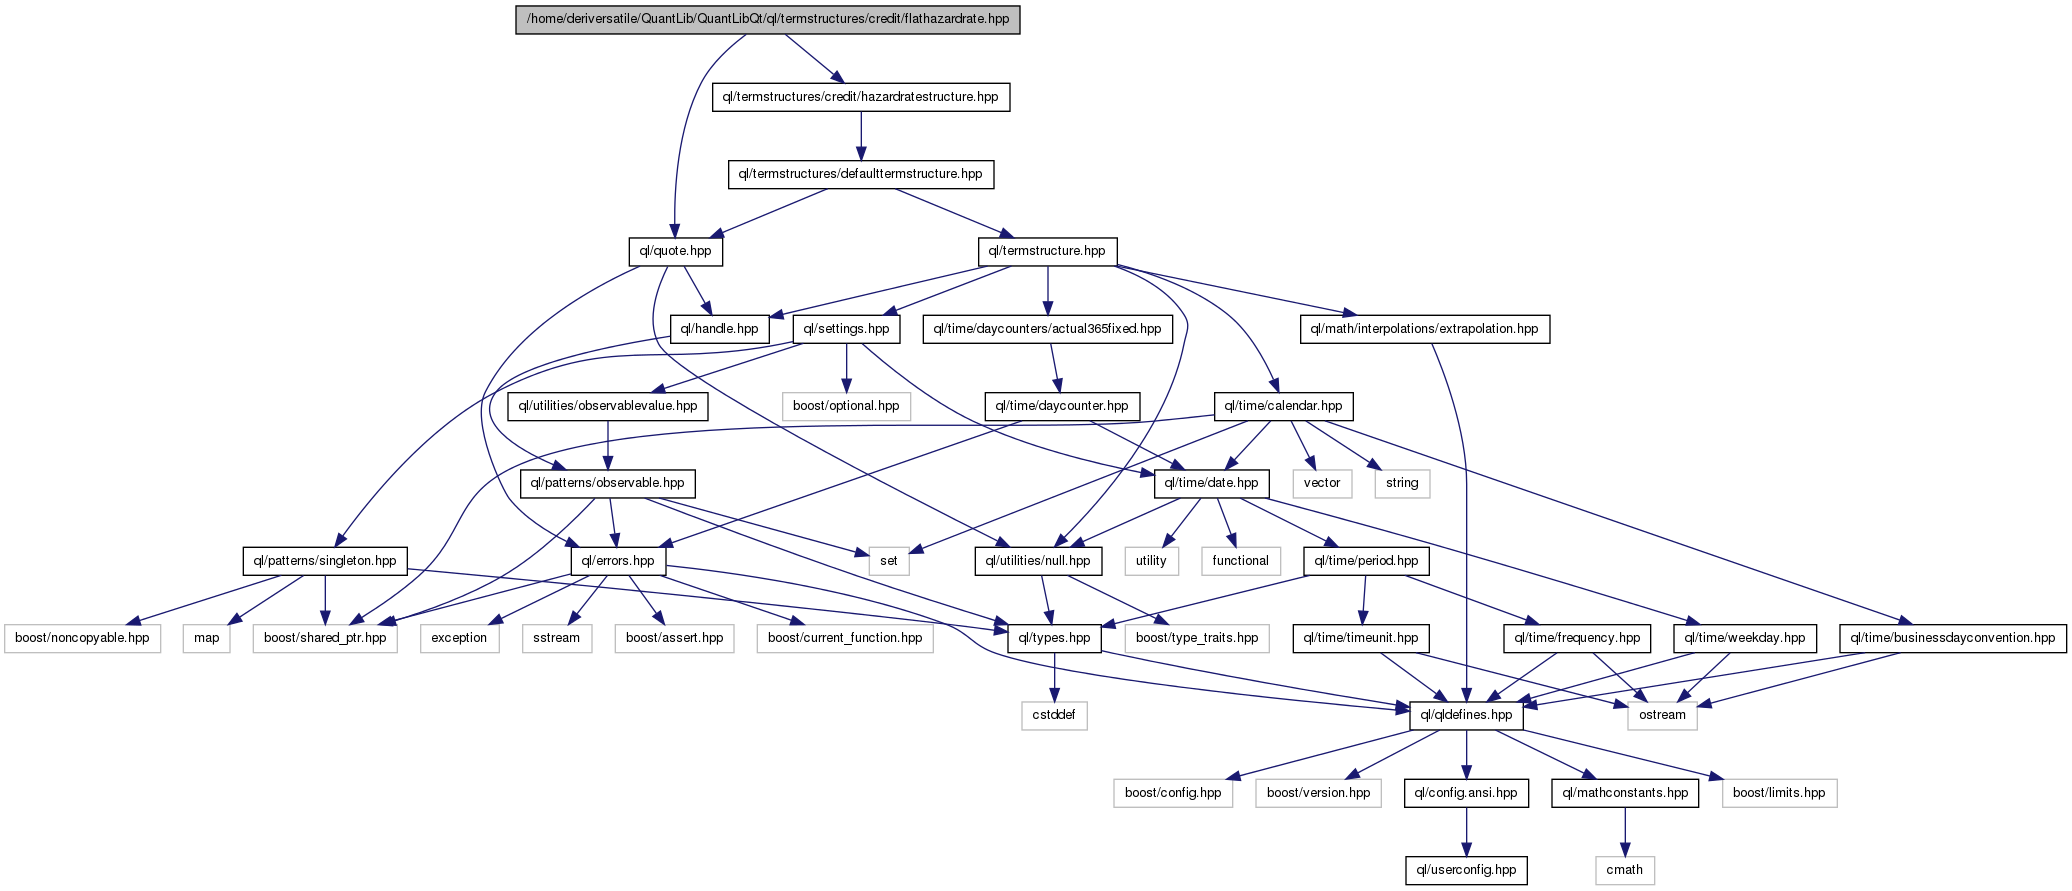 /home/deriversatile/QuantLib/QuantLibQt/ql/termstructures/credit/flathazardrate.hpp
ql/termstructures/credit/hazardratestructure.hpp
ql/termstructures/defaulttermstructure.hpp
ql/quote.hpp
ql/termstructure.hpp
ql/handle.hpp
ql/settings.hpp
ql/time/daycounters/actual365fixed.hpp
ql/math/interpolations/extrapolation.hpp
ql/utilities/observablevalue.hpp
boost/optional.hpp
ql/time/daycounter.hpp
ql/time/calendar.hpp
ql/patterns/observable.hpp
ql/time/date.hpp
vector
string
ql/patterns/singleton.hpp
ql/errors.hpp
set
ql/utilities/null.hpp
utility
functional
ql/time/period.hpp
boost/noncopyable.hpp
map
boost/shared_ptr.hpp
exception
sstream
boost/assert.hpp
boost/current_function.hpp
ql/types.hpp
boost/type_traits.hpp
ql/time/timeunit.hpp
ql/time/frequency.hpp
ql/time/weekday.hpp
ql/time/businessdayconvention.hpp
cstddef
ql/qldefines.hpp
ostream
boost/config.hpp
boost/version.hpp
ql/config.ansi.hpp
ql/mathconstants.hpp
boost/limits.hpp
ql/userconfig.hpp
cmath